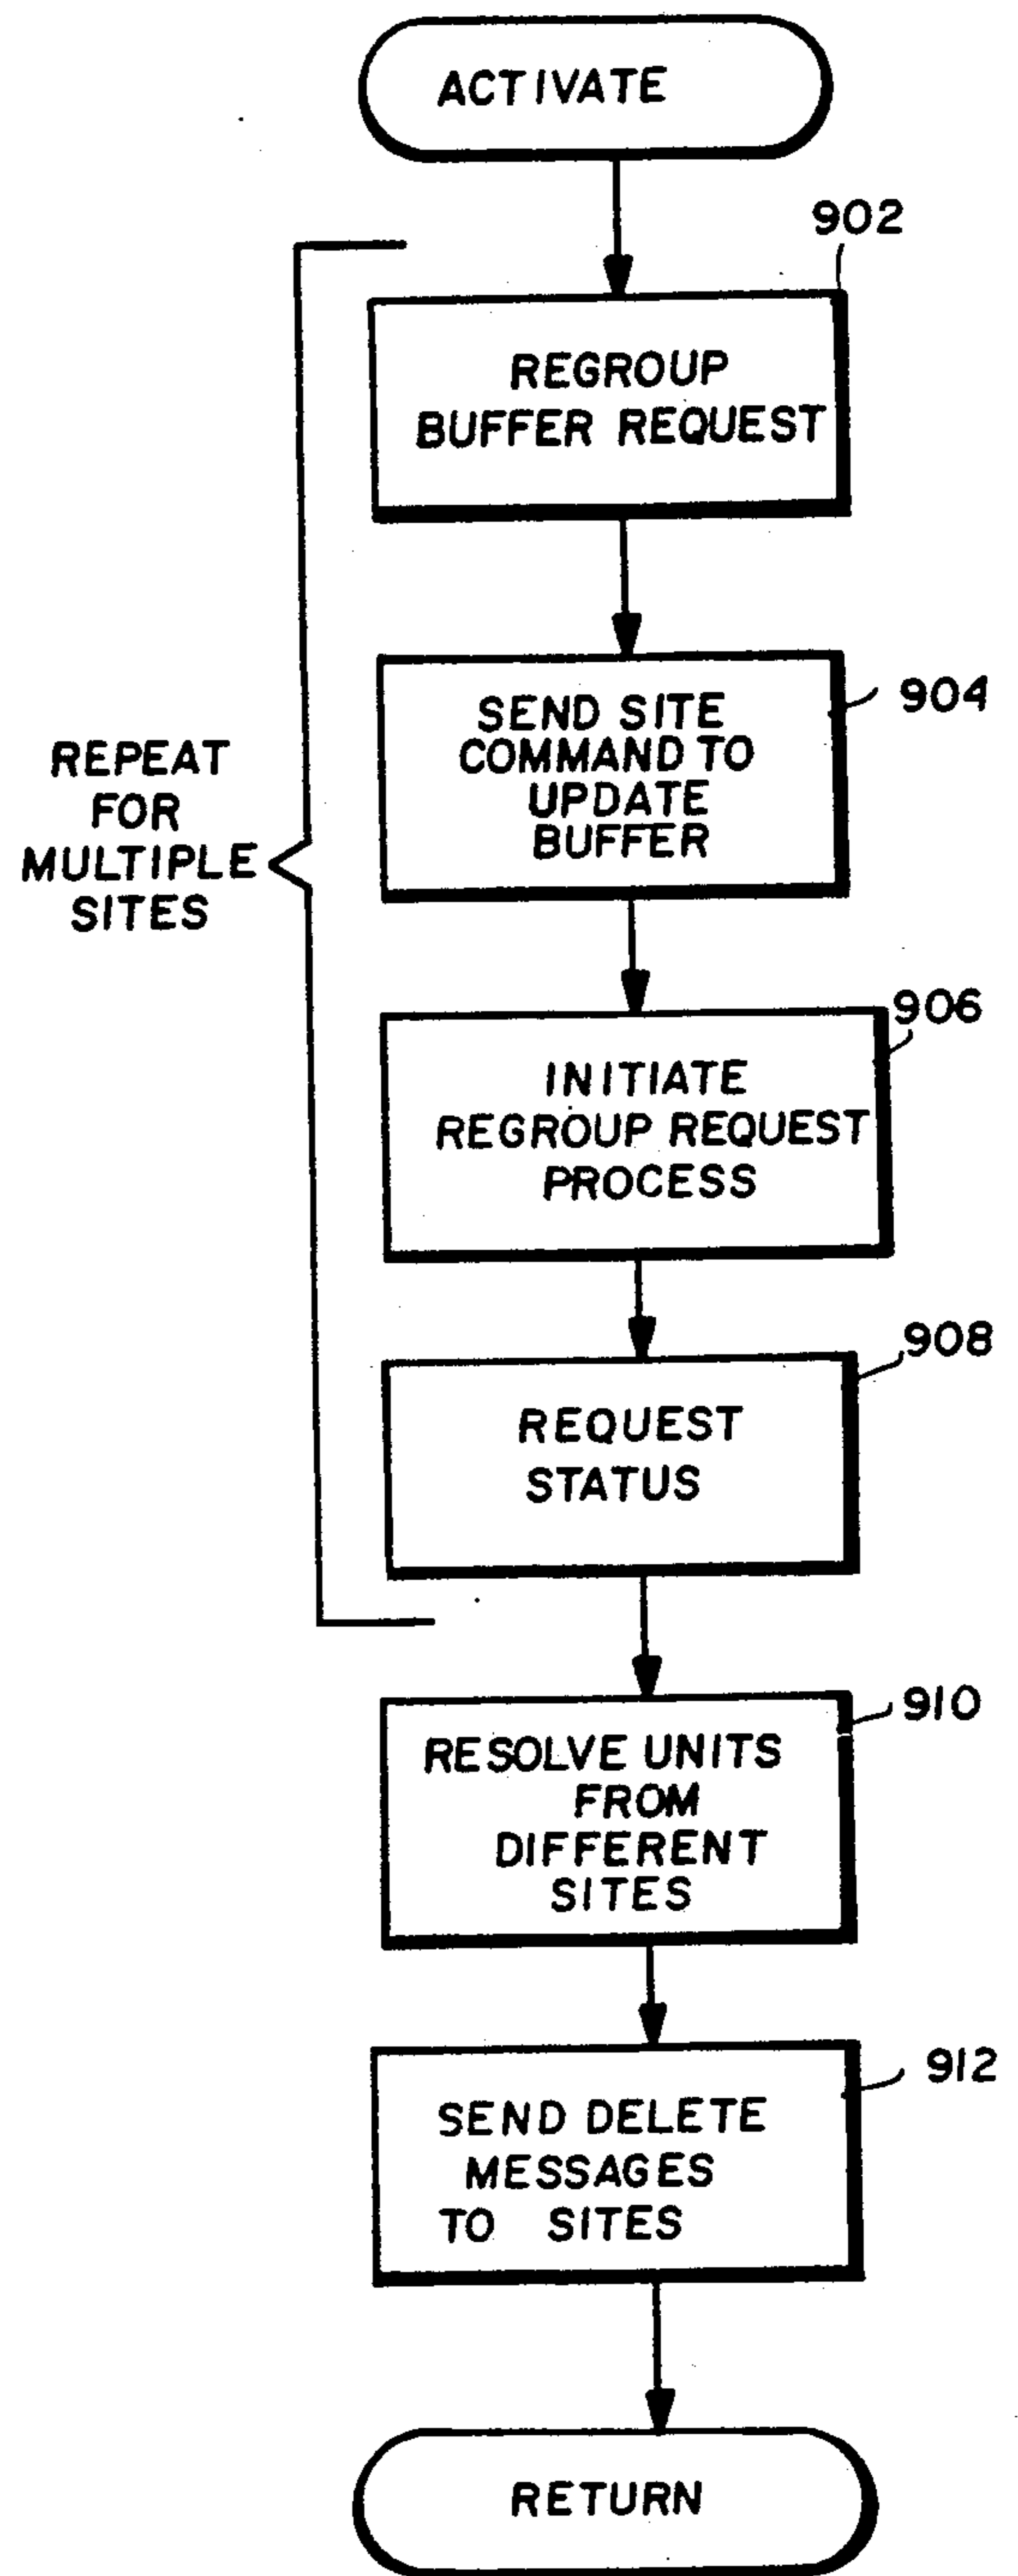 ACTIVATE
902
REGROUP
BUFFER REQUEST
904
SEND SITE
COMMAND TO
UPDATE
BUFFER
REPEAT
FOR
MULTIPLE
SITES
906
INITIATE
REGROUP REQUEST
PROCESS
908
REQUEST
STATUS
910
RESOLVE UNITS
FROM
DIFFERENT
SITES
912
SEND DELETE
MESSAGES
TO SITES
RETURN